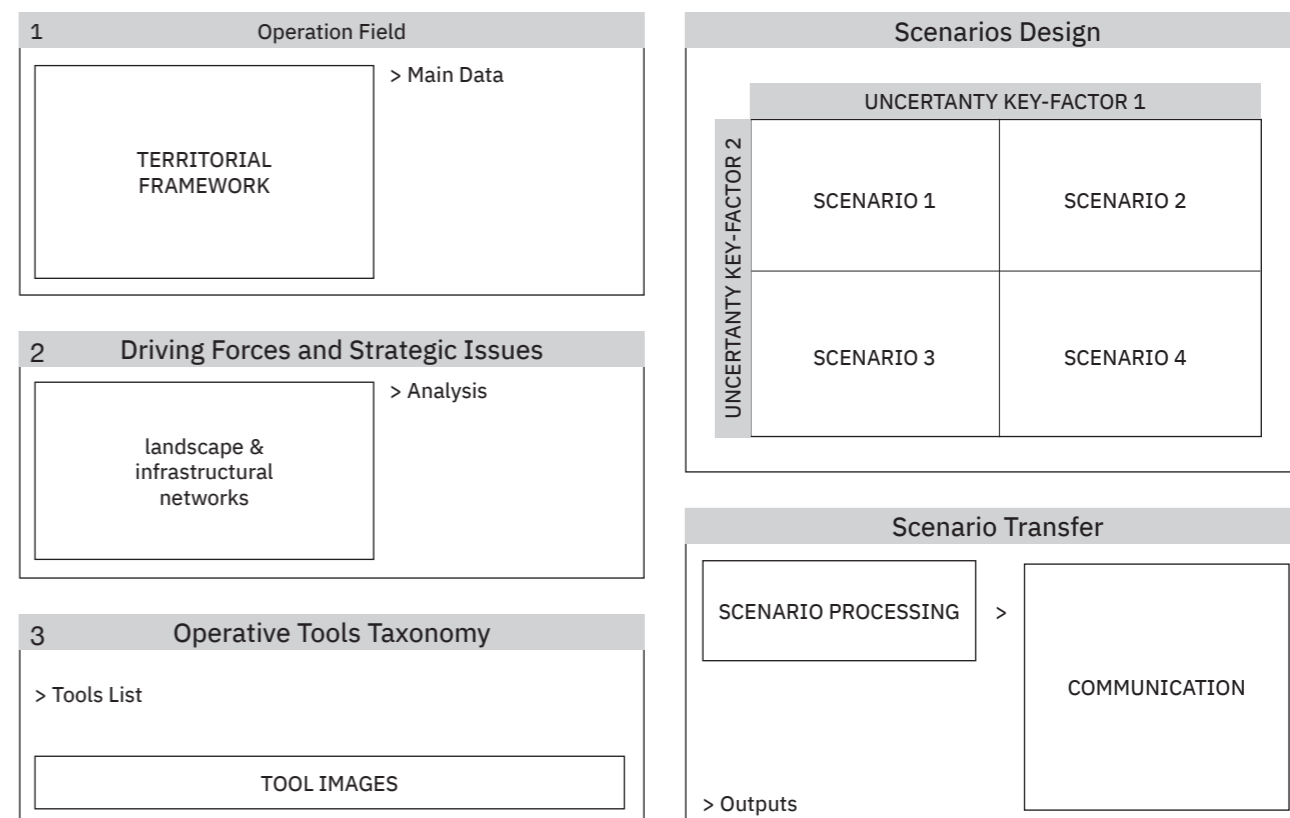 1 Operation Field
> Main Data
TERRITORIAL
FRAMEWORK
2 Driving Forces and Strategic Issues
> Analysis
landscape &
infrastructural
networks
3 Operative Tools Taxonomy
> Tools List
TOOL IMAGES
Scenarios Design
UNCERTANTY KEY-FACTOR 1
UNCERTANTY KEY-FACTOR 2
SCENARIO 1
SCENARIO 2
SCENARIO 3
SCENARIO 4
Scenario Transfer
SCENARIO PROCESSING
>
COMMUNICATION
> Outputs